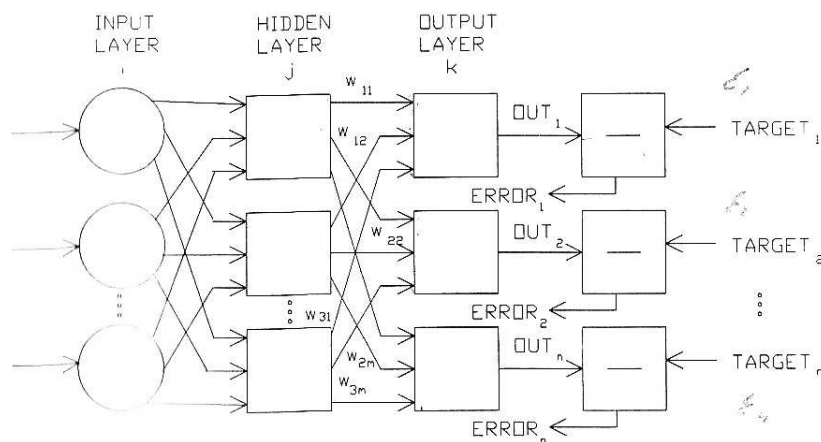 INPUT LAYER
i
HIDDEN LAYER
j
OUTPUT LAYER
k
W 11
W 12
W 22
W 31
W 2m
W 3m
OUT 1
TARGET 1
ERROR 1
OUT 2
TARGET 2
ERROR 2
OUT n
TARGET n
ERROR n